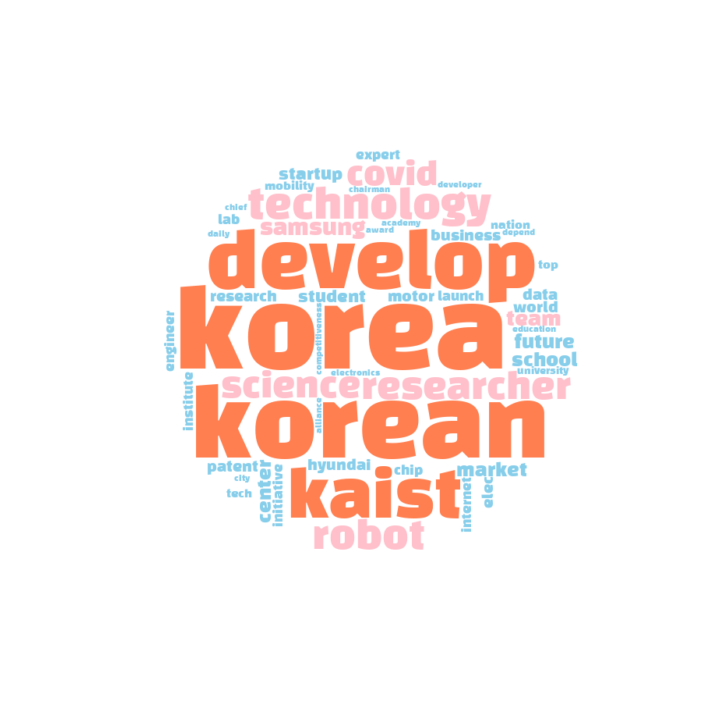 expert
startup covid
mobility chairman developer
chief technology
lab academy
daily samsung award business nation depend
develop top
research student motor launch data
world
engineer korea competitiveness team
education
future
school
electronics university
institute science researcher
korean alliance
patent hyundai chip market
city
tech center initiative kaist internet elec
robot